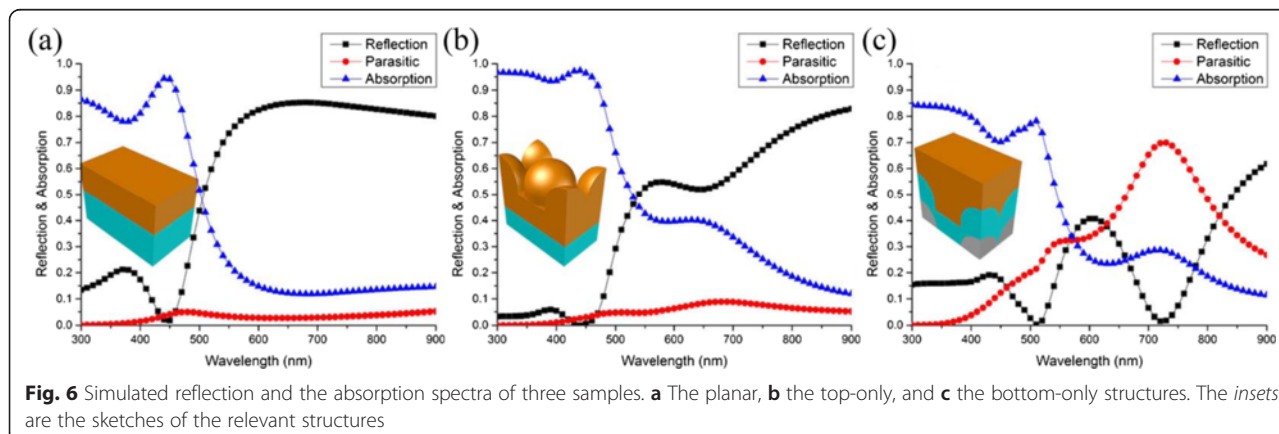 (a)
Reflection
Parasitic
Absorption
Reflection & Absorption
1.0
0.9
0.8
0.7
0.6
0.5
0.4
0.3
0.2
0.1
0.0
300 400 500 600 700 800 900
Wavelength (nm)
(b)
Reflection
Parasitic
Absorption
Reflection & Absorption
1.0
0.9
0.8
0.7
0.6
0.5
0.4
0.3
0.2
0.1
0.0
300 400 500 600 700 800 900
Wavelength (nm)
(c)
Reflection
Parasitic
Absorption
Reflection & Absorption
1.0
0.9
0.8
0.7
0.6
0.5
0.4
0.3
0.2
0.1
0.0
300 400 500 600 700 800 900
Wavelength (nm)
Fig. 6 Simulated reflection and the absorption spectra of three samples. a The planar, b the top-only, and c the bottom-only structures. The insets
are the sketches of the relevant structures